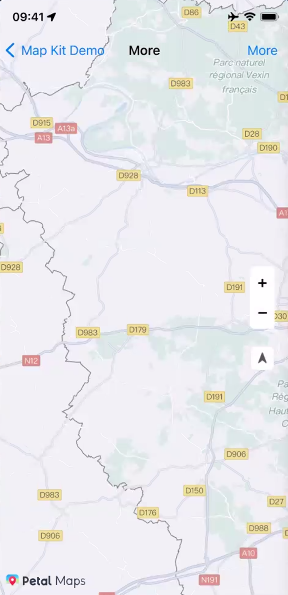 09:41
Map Kit Demo
More
More
D86
D43
Parc naturel
régional Vexin
français
D983
D915
A13a
A13
D28
D190
D928
D113
D928
D191
D30
D983
D179
N12
D191
D906
D983
D150
D27
D176
D988
D906
A10
N191
Petal Maps